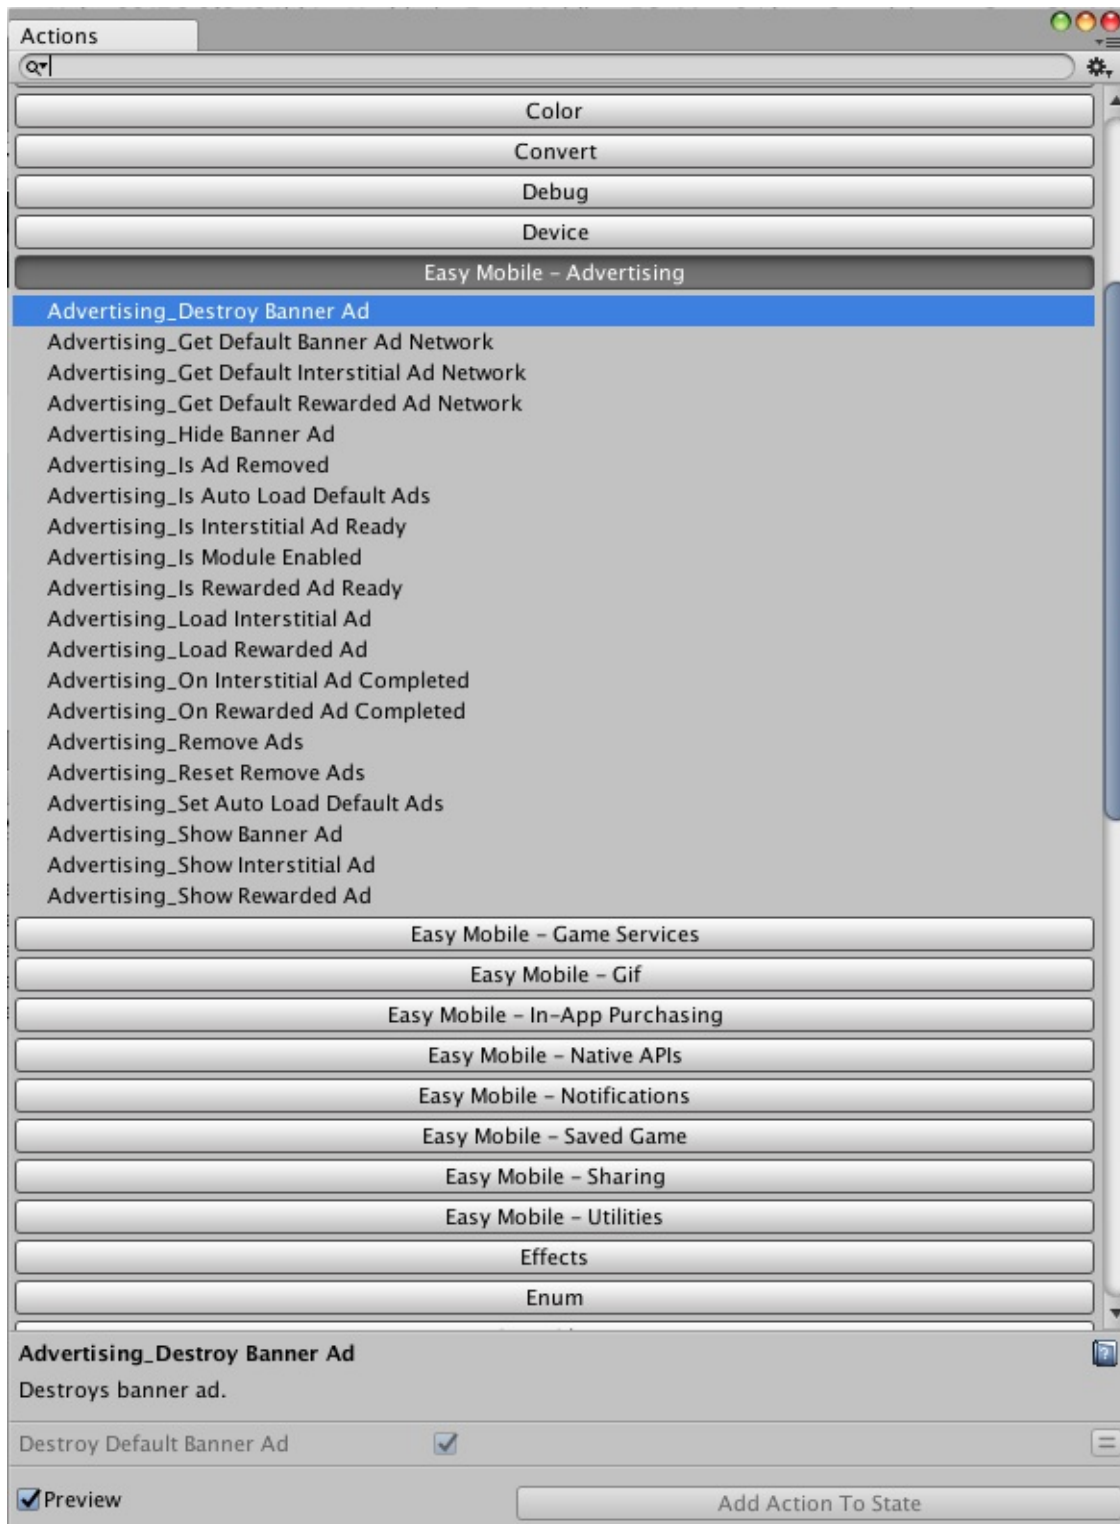 Actions
Color
Convert
Debug
Device
Easy Mobile – Advertising
Advertising_Destroy Banner Ad
Advertising_Get Default Banner Ad Network
Advertising_Get Default Interstitial Ad Network
Advertising_Get Default Rewarded Ad Network
Advertising_Hide Banner Ad
Advertising_Is Ad Removed
Advertising_Is Auto Load Default Ads
Advertising_Is Interstitial Ad Ready
Advertising_Is Module Enabled
Advertising_Is Rewarded Ad Ready
Advertising_Load Interstitial Ad
Advertising_Load Rewarded Ad
Advertising_On Interstitial Ad Completed
Advertising_On Rewarded Ad Completed
Advertising_Remove Ads
Advertising_Reset Remove Ads
Advertising_Set Auto Load Default Ads
Advertising_Show Banner Ad
Advertising_Show Interstitial Ad
Advertising_Show Rewarded Ad
Easy Mobile – Game Services
Easy Mobile – Gif
Easy Mobile – In-App Purchasing
Easy Mobile – Native APIs
Easy Mobile – Notifications
Easy Mobile – Saved Game
Easy Mobile – Sharing
Easy Mobile – Utilities
Effects
Enum
Advertising_Destroy Banner Ad
Destroys banner ad.
Destroy Default Banner Ad
Preview
Add Action To State